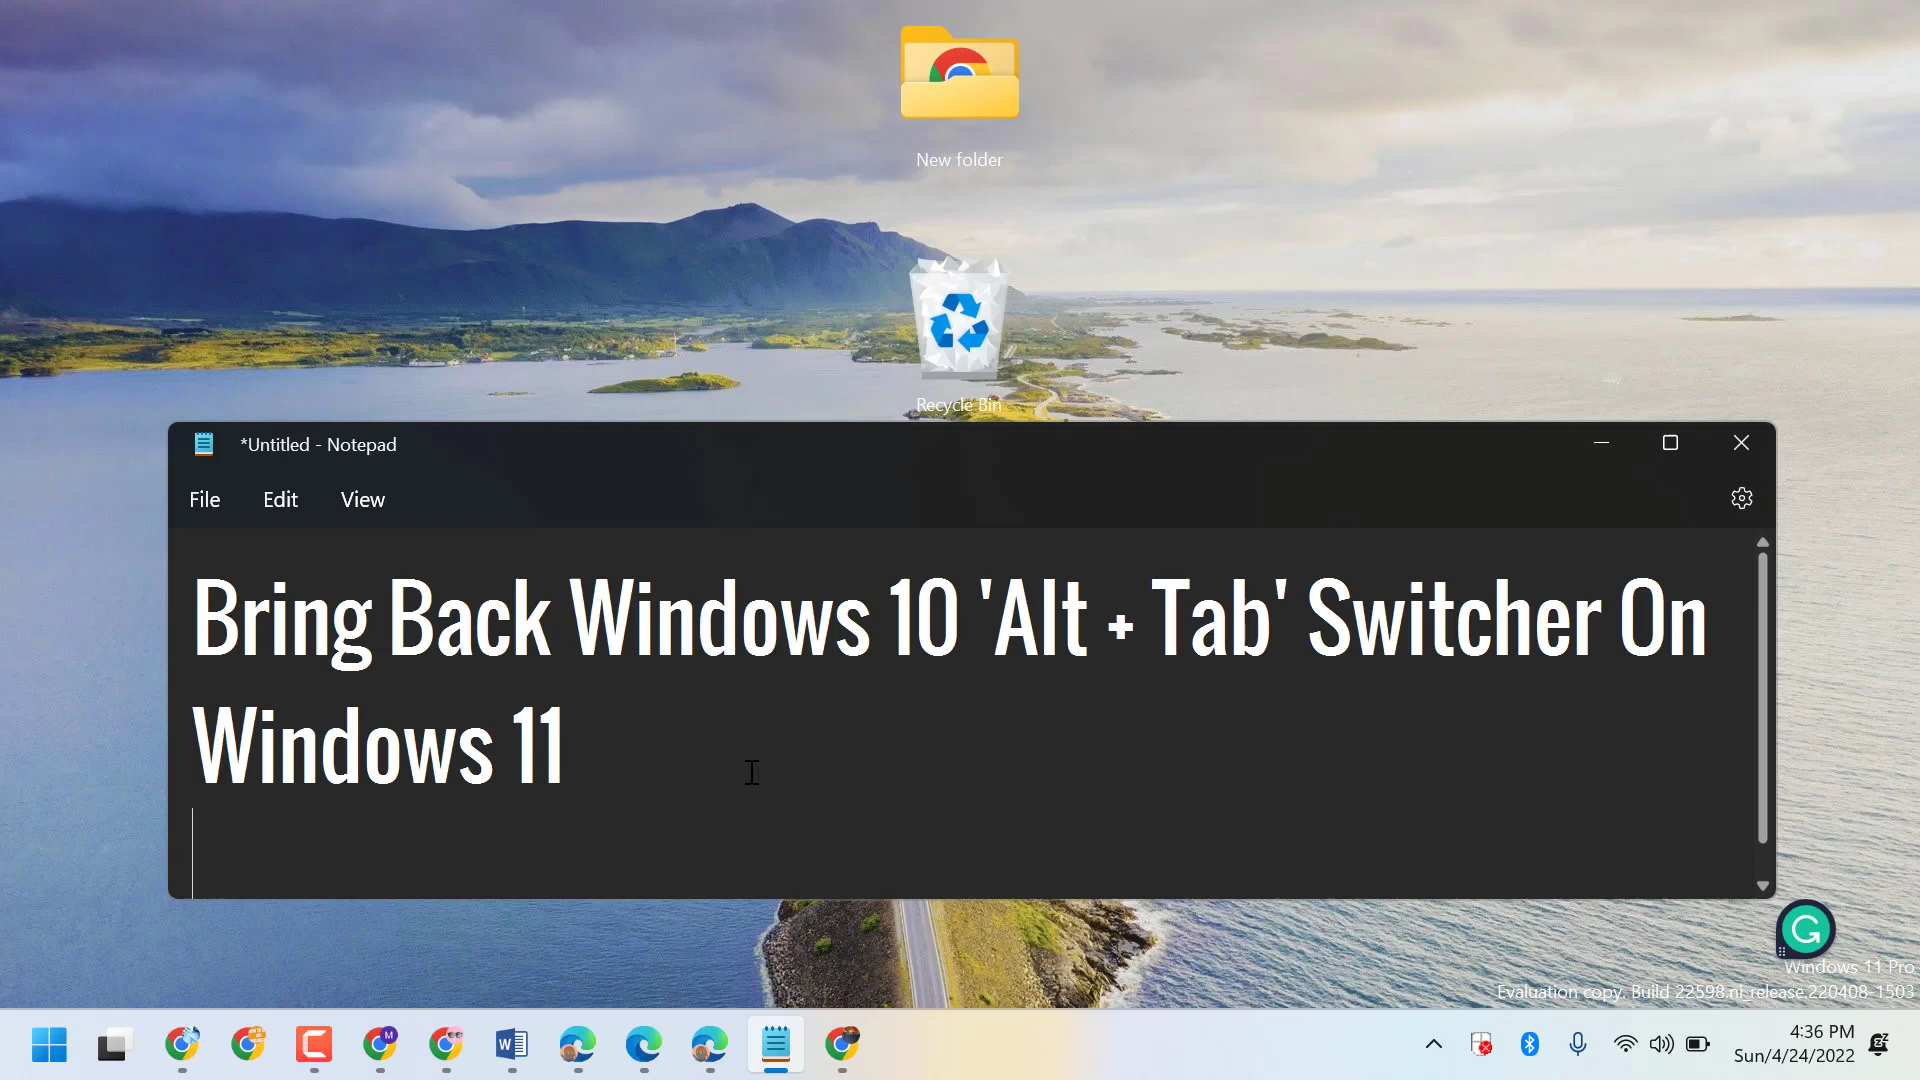 New folder
Recycle Bin
*Untitled - Notepad
File Edit View
Bring Back Windows 10 'Alt + Tab' Switcher On
Windows 11
Windows 11 Pro
Evaluation copy. Build 22598.ni_release.220408-1503
4:36 PM
Sun/4/24/2022